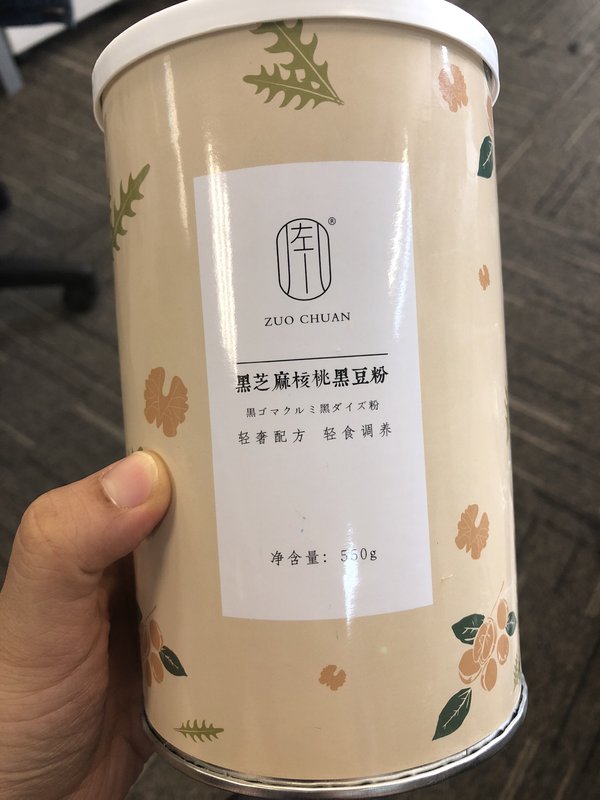 左川®
ZUO CHUAN
黑芝麻核桃黑豆粉
黒ゴマクルミ黑ダイズ粉
轻奢配方 轻食调养
净含量: 550g